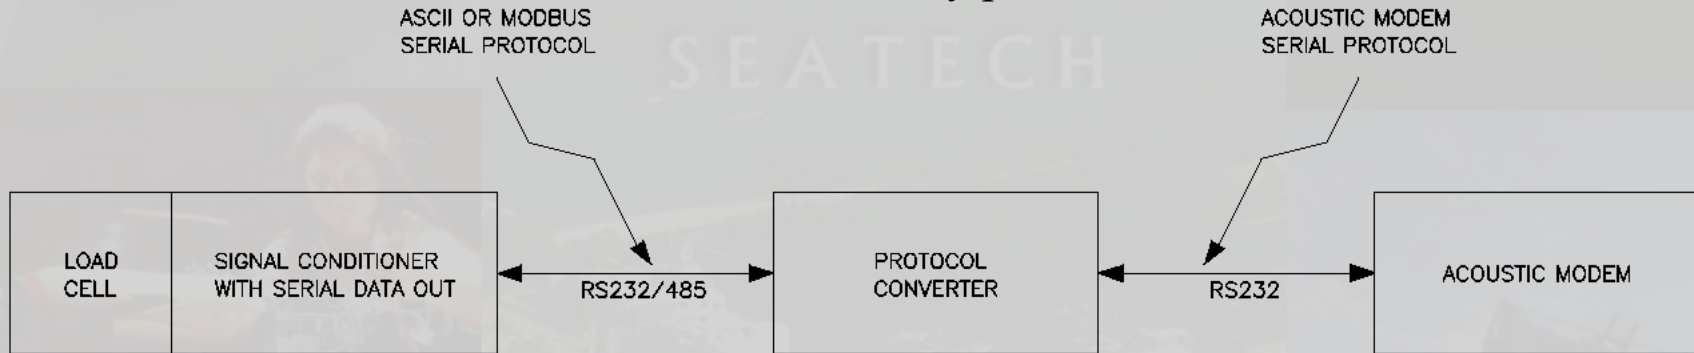 ASCII OR MODBUS
SERIAL PROTOCOL
ACOUSTIC MODEM
SERIAL PROTOCOL
SEATECH
LOAD
CELL
SIGNAL CONDITIONER
WITH SERIAL DATA OUT
RS232/485
PROTOCOL
CONVERTER
RS232
ACOUSTIC MODEM